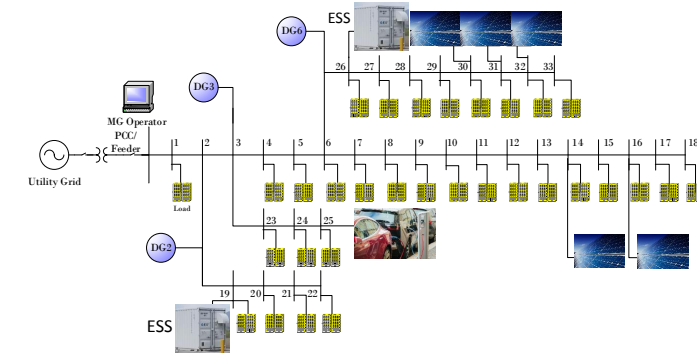 ESS
DG6
26 27 28 29 30 31 32 33
DG3
MG Operator
PCC/
Feeder
1 2 3 4 5 6 7 8 9 10 11 12 13 14 15 16 17 18
Utility Grid
Load
23 24 25
DG2
19 20 21 22
ESS